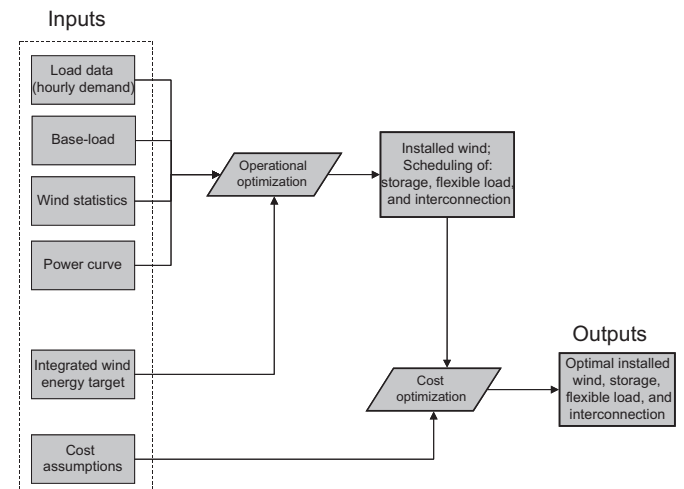 Inputs
Load data
(hourly demand)
Base-load
Wind statistics
Power curve
Integrated wind
energy target
Cost
assumptions
Operational
optimization
Installed wind;
Scheduling of:
storage, flexible load,
and interconnection
Cost
optimization
Outputs
Optimal installed
wind, storage,
flexible load, and
interconnection